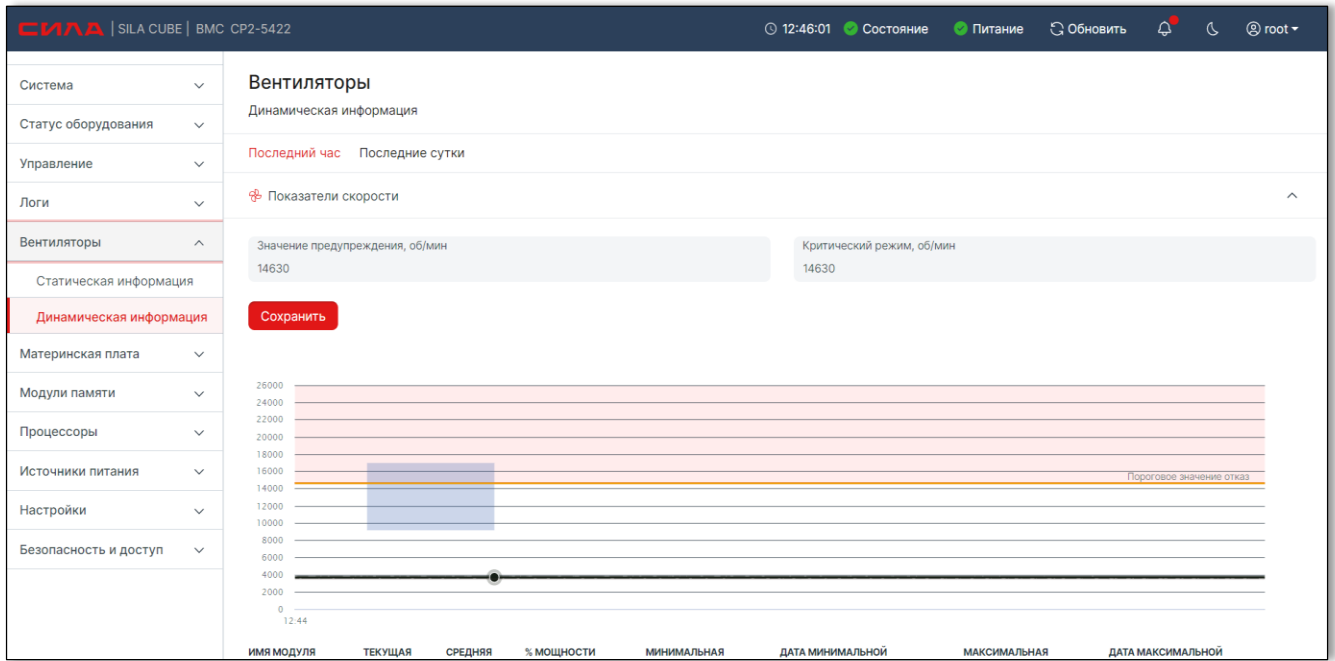 СИЛА | SILA CUBE | BMC CP2-5422 12:46:01 Состояние Питание Обновить root
Система
Статус оборудования
Управление
Логи
Вентиляторы
Статическая информация
Динамическая информация
Материнская плата
Модули памяти
Процессоры
Источники питания
Настройки
Безопасность и доступ
Вентиляторы
Динамическая информация
Последний час Последние сутки
Показатели скорости
Значение предупреждения, об/мин Критический режим, об/мин
14630 14630
Сохранить
26000
24000
22000
20000
18000
16000
Пороговое значение отказ
14000
12000
10000
8000
6000
4000
2000
0
12:44
ИМЯ МОДУЛЯ ТЕКУЩАЯ СРЕДНЯЯ % МОЩНОСТИ МИНИМАЛЬНАЯ ДАТА МИНИМАЛЬНОЙ МАКСИМАЛЬНАЯ ДАТА МАКСИМАЛЬНОЙ